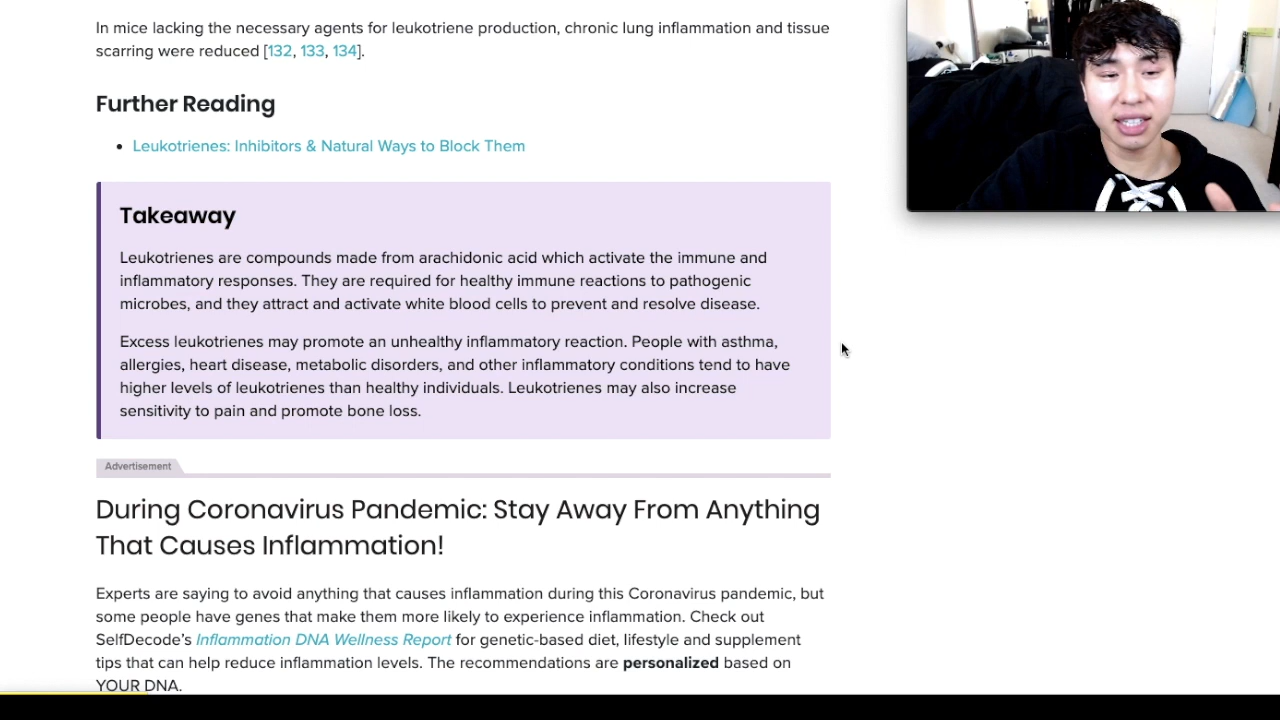 In mice lacking the necessary agents for leukotriene production, chronic lung inflammation and tissue
scarring were reduced [132, 133, 134].
Further Reading
• Leukotrienes: Inhibitors & Natural Ways to Block Them
Takeaway
Leukotrienes are compounds made from arachidonic acid which activate the immune and
inflammatory responses. They are required for healthy immune reactions to pathogenic
microbes, and they attract and activate white blood cells to prevent and resolve disease.
Excess leukotrienes may promote an unhealthy inflammatory reaction. People with asthma,
allergies, heart disease, metabolic disorders, and other inflammatory conditions tend to have
higher levels of leukotrienes than healthy individuals. Leukotrienes may also increase
sensitivity to pain and promote bone loss.
Advertisement
During Coronavirus Pandemic: Stay Away From Anything
That Causes Inflammation!
Experts are saying to avoid anything that causes inflammation during this Coronavirus pandemic, but
some people have genes that make them more likely to experience inflammation. Check out
SelfDecode's Inflammation DNA Wellness Report for genetic-based diet, lifestyle and supplement
tips that can help reduce inflammation levels. The recommendations are personalized based on
YOUR DNA.